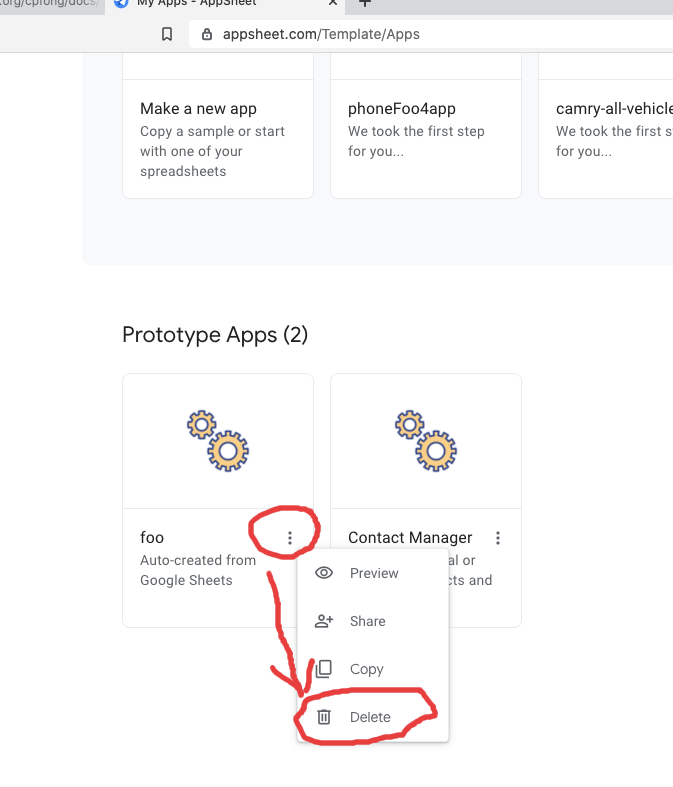 .org/cpfong/docs/
My Apps - AppSheet
appsheet.com/Template/Apps
Make a new app
Copy a sample or start
with one of your
spreadsheets
phoneFoo4app
We took the first step
for you...
camry-all-vehicle
We took the first s
for you...
Prototype Apps (2)
foo
Auto-created from
Google Sheets
Contact Manager
al or
cts and
Preview
Share
Copy
Delete